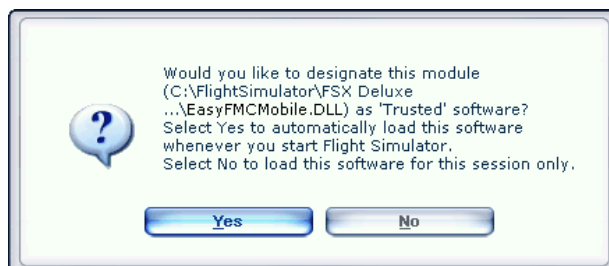 Would you like to designate this module
(C:\FlightSimulator\FSX Deluxe
...\EasyFMCMobile.DLL) as 'Trusted' software?
Select Yes to automatically load this software
whenever you start Flight Simulator.
Select No to load this software for this session only.
Yes No